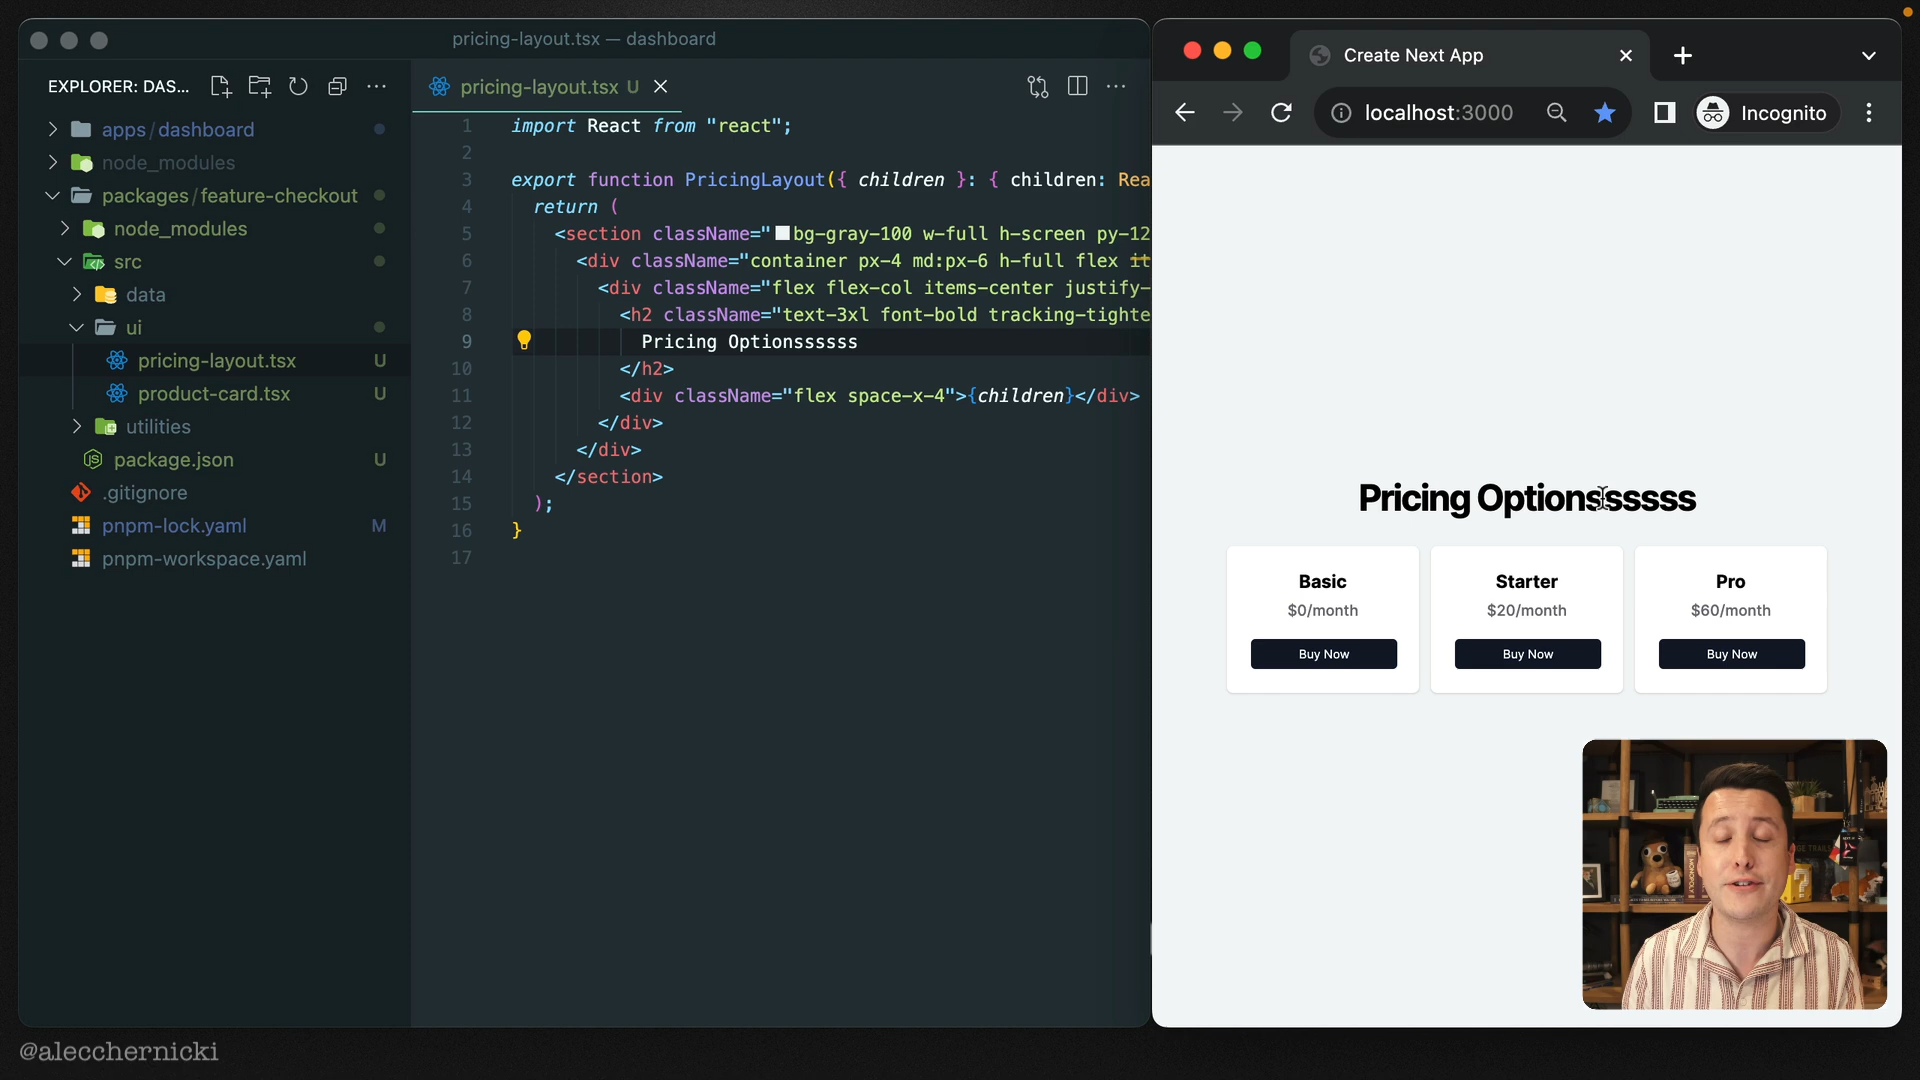 pricing-layout.tsx — dashboard
EXPLORER: DAS...
apps/dashboard
node_modules
packages/feature-checkout
node_modules
src
data
ui
pricing-layout.tsx U
product-card.tsx U
utilities
package.json U
.gitignore
pnpm-lock.yaml M
pnpm-workspace.yaml
pricing-layout.tsx U
1 import React from "react";
2
3 export function PricingLayout({ children }: { children: Rea
4 return (
5 <section className="bg-gray-100 w-full h-screen py-12
6 <div className="container px-4 md:px-6 h-full flex it
7 <div className="flex flex-col items-center justify-
8 <h2 className="text-3xl font-bold tracking-tighte
9 Pricing Optionssssss
10 </h2>
11 <div className="flex space-x-4">{children}</div>
12 </div>
13 </div>
14 </section>
15 );
16 }
17
Create Next App
localhost:3000
Incognito
Pricing Optionssssss
Basic
$0/month
Buy Now
Starter
$20/month
Buy Now
Pro
$60/month
Buy Now
MONOPOLY
@alecchernicki